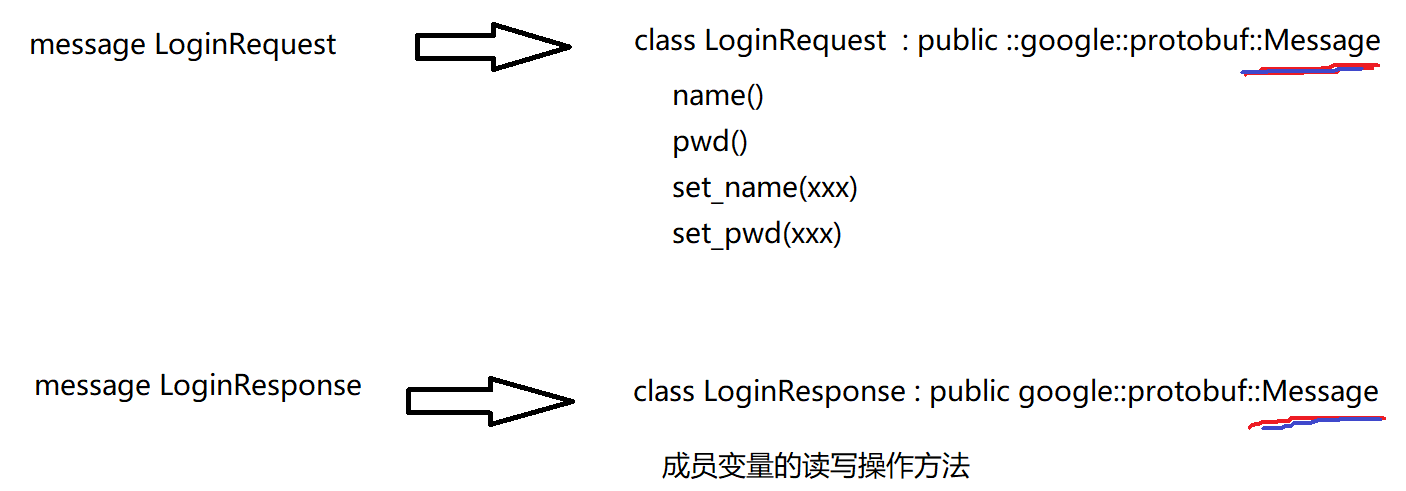 message LoginRequest
class LoginRequest : public ::google::protobuf::Message
name()
pwd()
set_name(xxx)
set_pwd(xxx)
message LoginResponse
class LoginResponse : public google::protobuf::Message
成员变量的读写操作方法